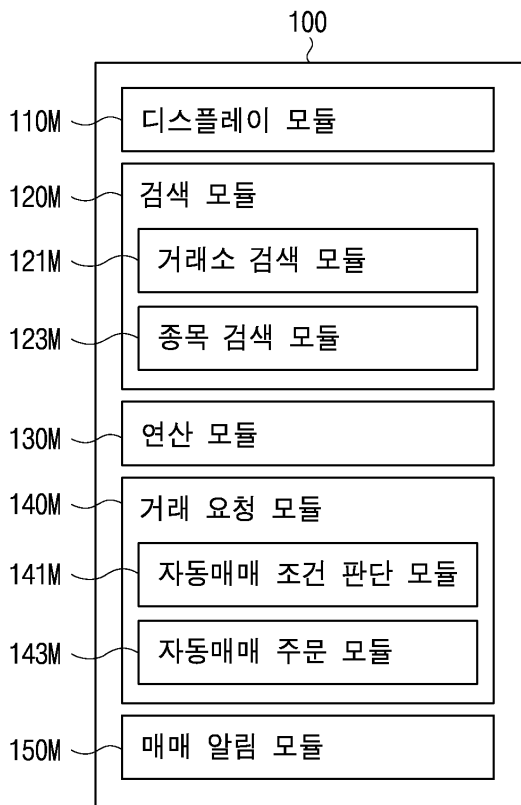 100
110M 디스플레이 모듈
120M 검색 모듈
121M 거래소 검색 모듈
123M 종목 검색 모듈
130M 연산 모듈
140M 거래 요청 모듈
141M 자동매매 조건 판단 모듈
143M 자동매매 주문 모듈
150M 매매 알림 모듈